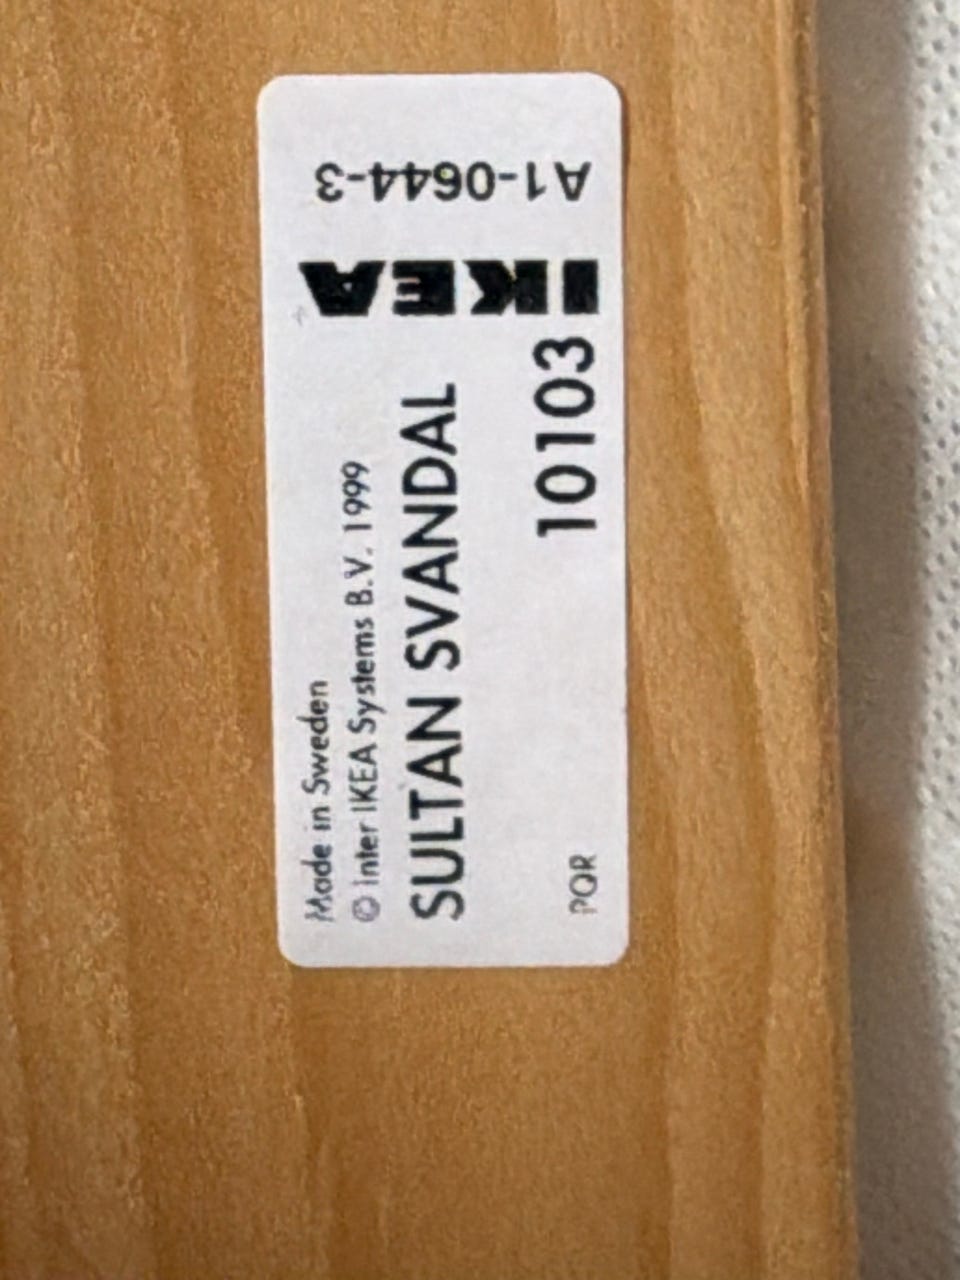 Made in Sweden
© Inter IKEA Systems B.V. 1999
SULTAN SVANDAL
10103
PQR
IKEA
A1-0644-3